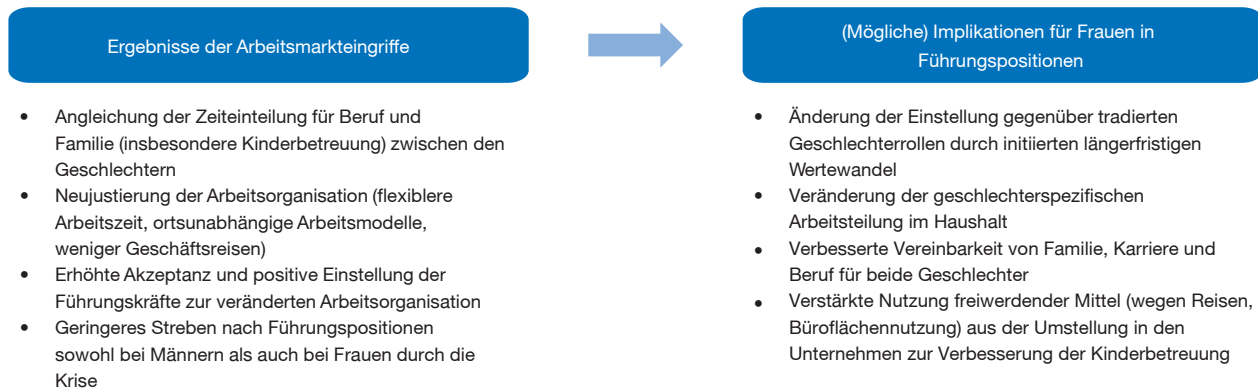 Ergebnisse der Arbeitsmarkteingriffe
• Angleichung der Zeiteinteilung für Beruf und
Familie (insbesondere Kinderbetreuung) zwischen den
Geschlechtern
• Neujustierung der Arbeitsorganisation (flexiblere
Arbeitszeit, ortsunabhängige Arbeitsmodelle,
weniger Geschäftsreisen)
• Erhöhte Akzeptanz und positive Einstellung der
Führungskräfte zur veränderten Arbeitsorganisation
• Geringeres Streben nach Führungspositionen
sowohl bei Männern als auch bei Frauen durch die
Krise
(Mögliche) Implikationen für Frauen in
Führungspositionen
• Änderung der Einstellung gegenüber tradierten
Geschlechterrollen durch initiierten längerfristigen
Wertewandel
• Veränderung der geschlechterspezifischen
Arbeitsteilung im Haushalt
• Verbesserte Vereinbarkeit von Familie, Karriere und
Beruf für beide Geschlechter
• Verstärkte Nutzung freiwerdender Mittel (wegen Reisen,
Büroflächennutzung) aus der Umstellung in den
Unternehmen zur Verbesserung der Kinderbetreuung